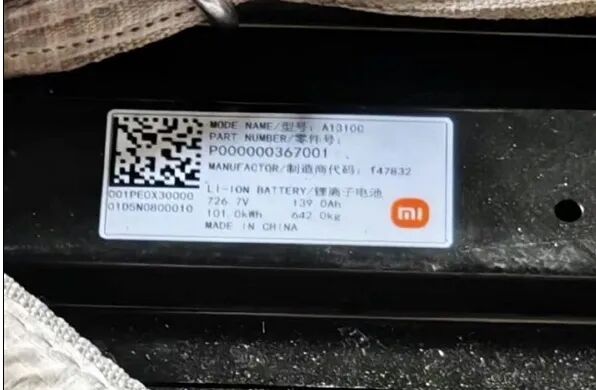 MODE NAME/型号: A1310C
PART NUMBER/零件号:
P000000367001
MANUFACTOR/制造商代码: f47832
001PE0X30000
0105N0800010
LI-ION BATTERY/锂离子电池
726.7V 139.0Ah
101.0kWh 642.0kg
MADE IN CHINA
mi